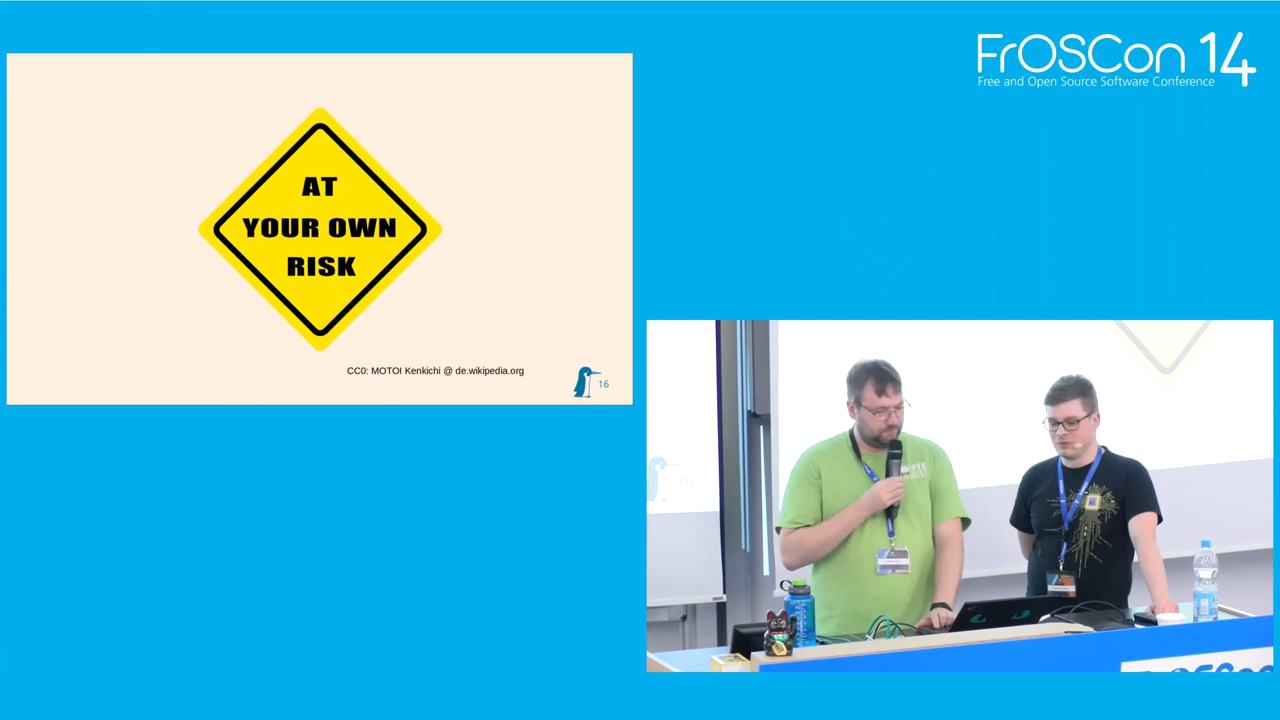 FrOSCon 14
Free and Open Source Software Conference
AT
YOUR OWN
RISK
CC0: MOTOI Kenkichi @ de.wikipedia.org
16
16